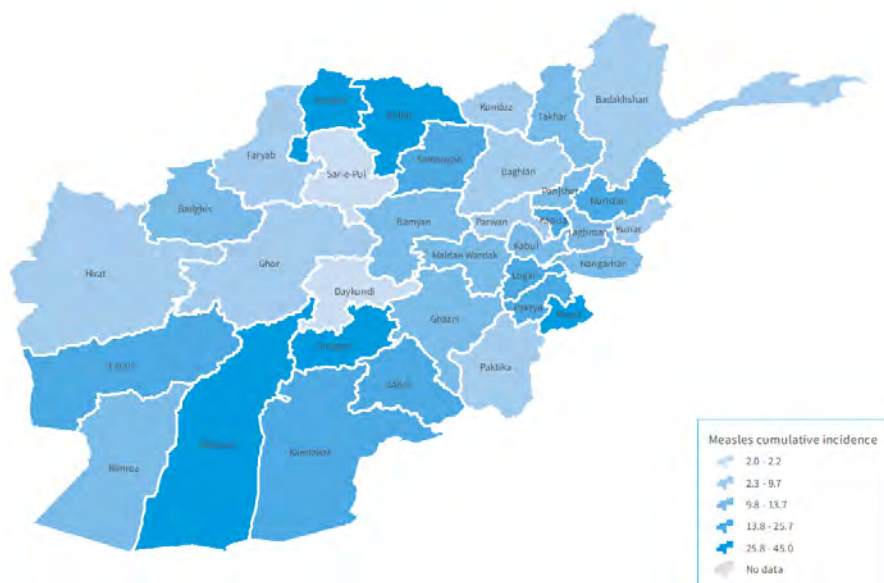 Badakhshan
Kunduz
Takhar
Faryab
Sar-e-Pul
Samangan
Baghlan
Panjsher
Nuristan
Badghis
Bamyan
Parwan
Kapisa
Laghman
Kunar
Kabul
Maidan Wardak
Nangarhar
Hirat
Ghor
Logar
Daykundi
Ghazni
Paktya
Paktika
Zabul
Kandahar
Nimroz
Measles cumulative incidence
2.0 - 2.2
2.3 - 9.7
9.8 - 13.7
13.8 - 25.7
25.8 - 45.0
No data